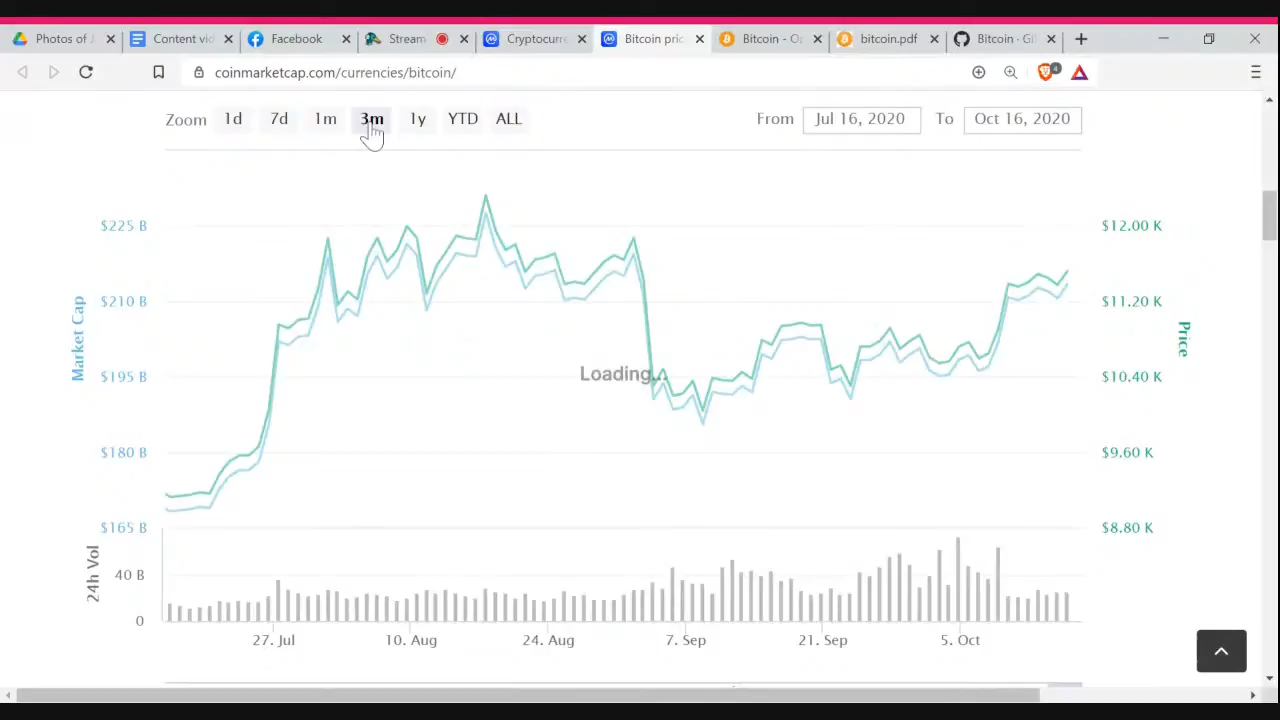 Photos of A
Content vid
Facebook
Stream
Cryptocurre
Bitcoin pric
Bitcoin - O
bitcoin.pdf
Bitcoin - Gi
coinmarketcap.com/currencies/bitcoin/
4
Zoom 1d 7d 1m 3m 1y YTD ALL From Jul 16, 2020 To Oct 16, 2020
$225 B $12.00 K
$210 B $11.20 K
Market Cap
Price
Loading...
$195 B $10.40 K
$180 B $9.60 K
$165 B $8.80 K
24h Vol
40 B
0
27. Jul 10. Aug 24. Aug 7. Sep 21. Sep 5. Oct